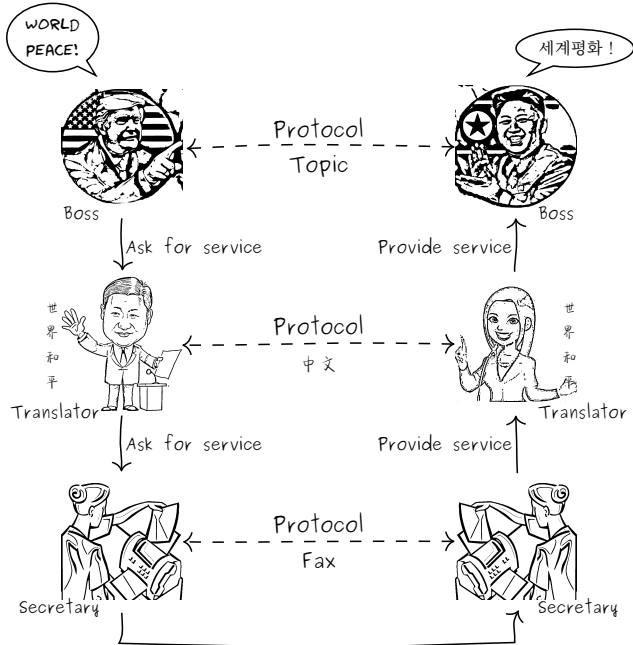 WORLD
PEACE!
세계평화 !
Protocol
Topic
Boss
Boss
Ask for service
Provide service
世界和平
世界和平
Protocol
中文
Translator
Translator
Ask for service
Provide service
Protocol
Fax
Secretary
Secretary